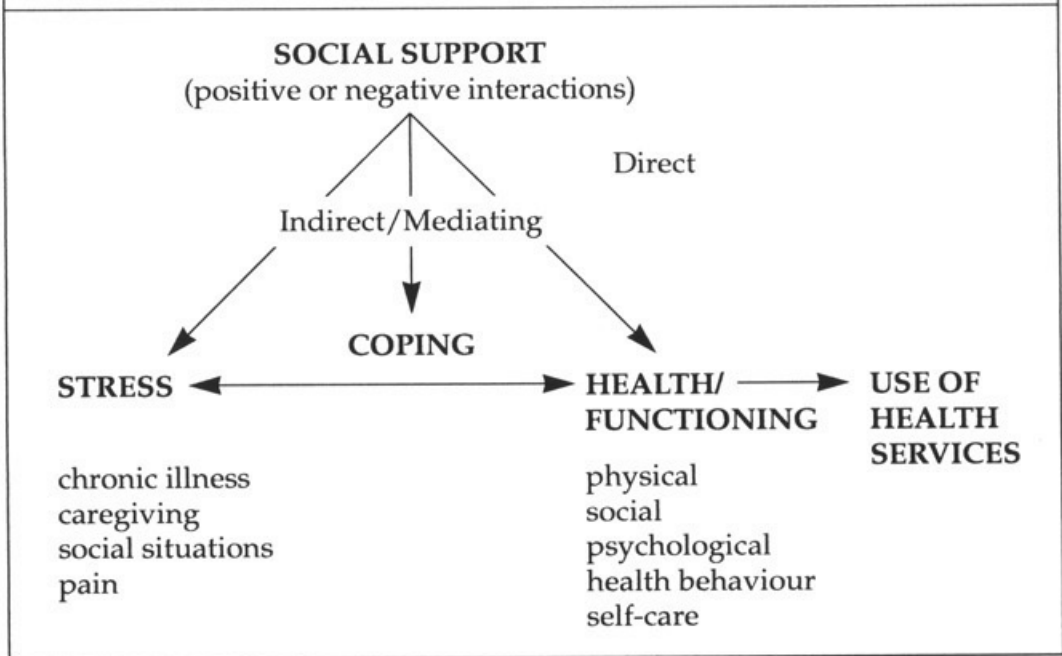 SOCIAL SUPPORT
(positive or negative interactions)
Direct
Indirect/Mediating
COPING
STRESS
HEALTH/
FUNCTIONING
USE OF
HEALTH
SERVICES
chronic illness
caregiving
social situations
pain
physical
social
psychological
health behaviour
self-care